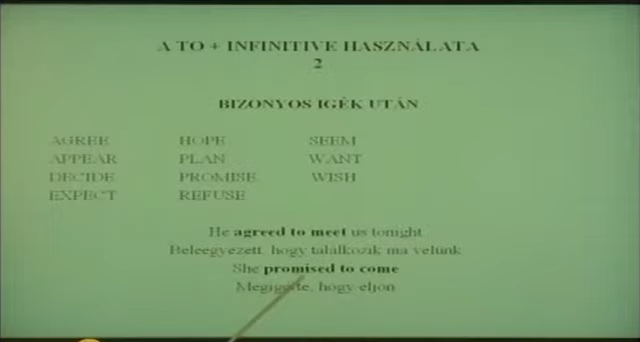 A TO + INFINITIVE HASZNÁLATA
2
BIZONYOS IGÉK UTÁN
AGREE HOPE SEEM
APPEAR PLAN WANT
DECIDE PROMISE WISH
EXPECT REFUSE
He agreed to meet us tonight
Beleegyezett, hogy találkozik ma velünk
She promised to come
Megígérte, hogy eljön